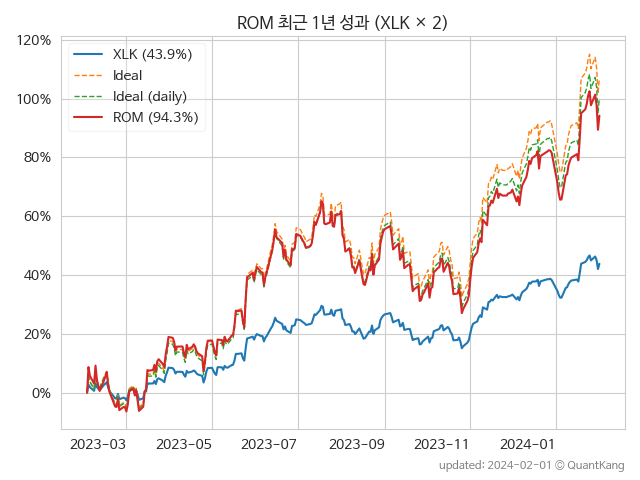 ROM 최근 1년 성과 (XLK × 2)
XLK (43.9%)
Ideal
Ideal (daily)
ROM (94.3%)
120%
100%
80%
60%
40%
20%
0%
2023-03 2023-05 2023-07 2023-09 2023-11 2024-01
updated: 2024-02-01 ⓒ QuantKang